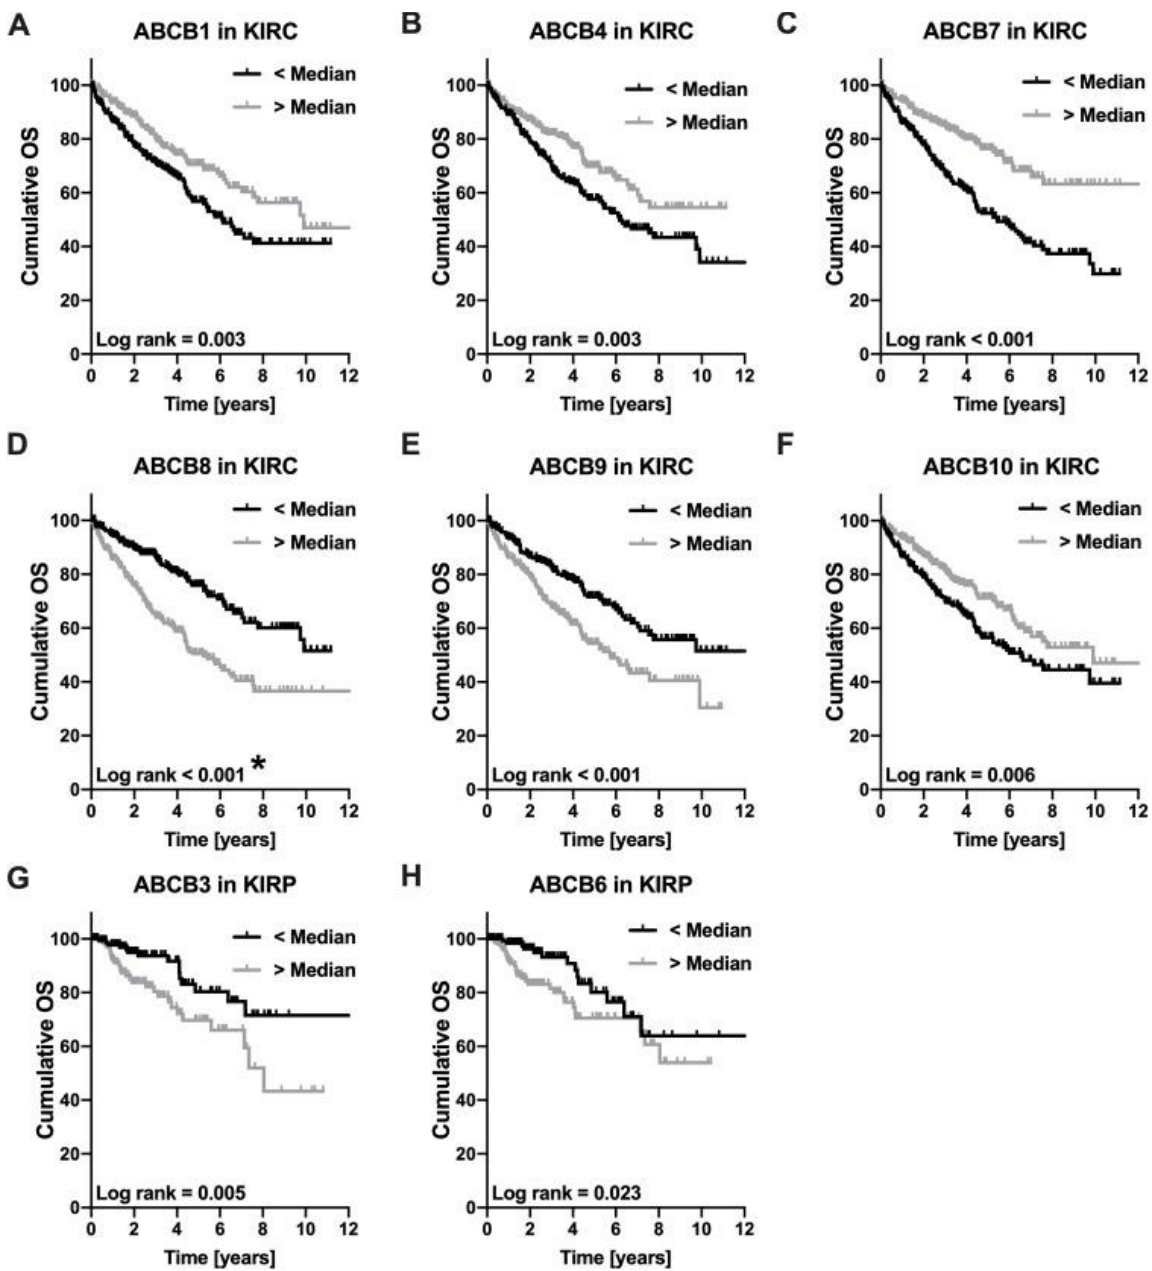 A
ABCB1 in KIRC
< Median
> Median
Cumulative OS
100
80
60
40
20
0
Log rank = 0.003
0 2 4 6 8 10 12
Time [years]
B
ABCB4 in KIRC
< Median
> Median
Cumulative OS
100
80
60
40
20
0
Log rank = 0.003
0 2 4 6 8 10 12
Time [years]
C
ABCB7 in KIRC
< Median
> Median
Cumulative OS
100
80
60
40
20
0
Log rank < 0.001
0 2 4 6 8 10 12
Time [years]
D
ABCB8 in KIRC
< Median
> Median
Cumulative OS
100
80
60
40
20
0
Log rank < 0.001 *
0 2 4 6 8 10 12
Time [years]
E
ABCB9 in KIRC
< Median
> Median
Cumulative OS
100
80
60
40
20
0
Log rank < 0.001
0 2 4 6 8 10 12
Time [years]
F
ABCB10 in KIRC
< Median
> Median
Cumulative OS
100
80
60
40
20
0
Log rank = 0.006
0 2 4 6 8 10 12
Time [years]
G
ABCB3 in KIRP
< Median
> Median
Cumulative OS
100
80
60
40
20
0
Log rank = 0.005
0 2 4 6 8 10 12
Time [years]
H
ABCB6 in KIRP
< Median
> Median
Cumulative OS
100
80
60
40
20
0
Log rank = 0.023
0 2 4 6 8 10 12
Time [years]